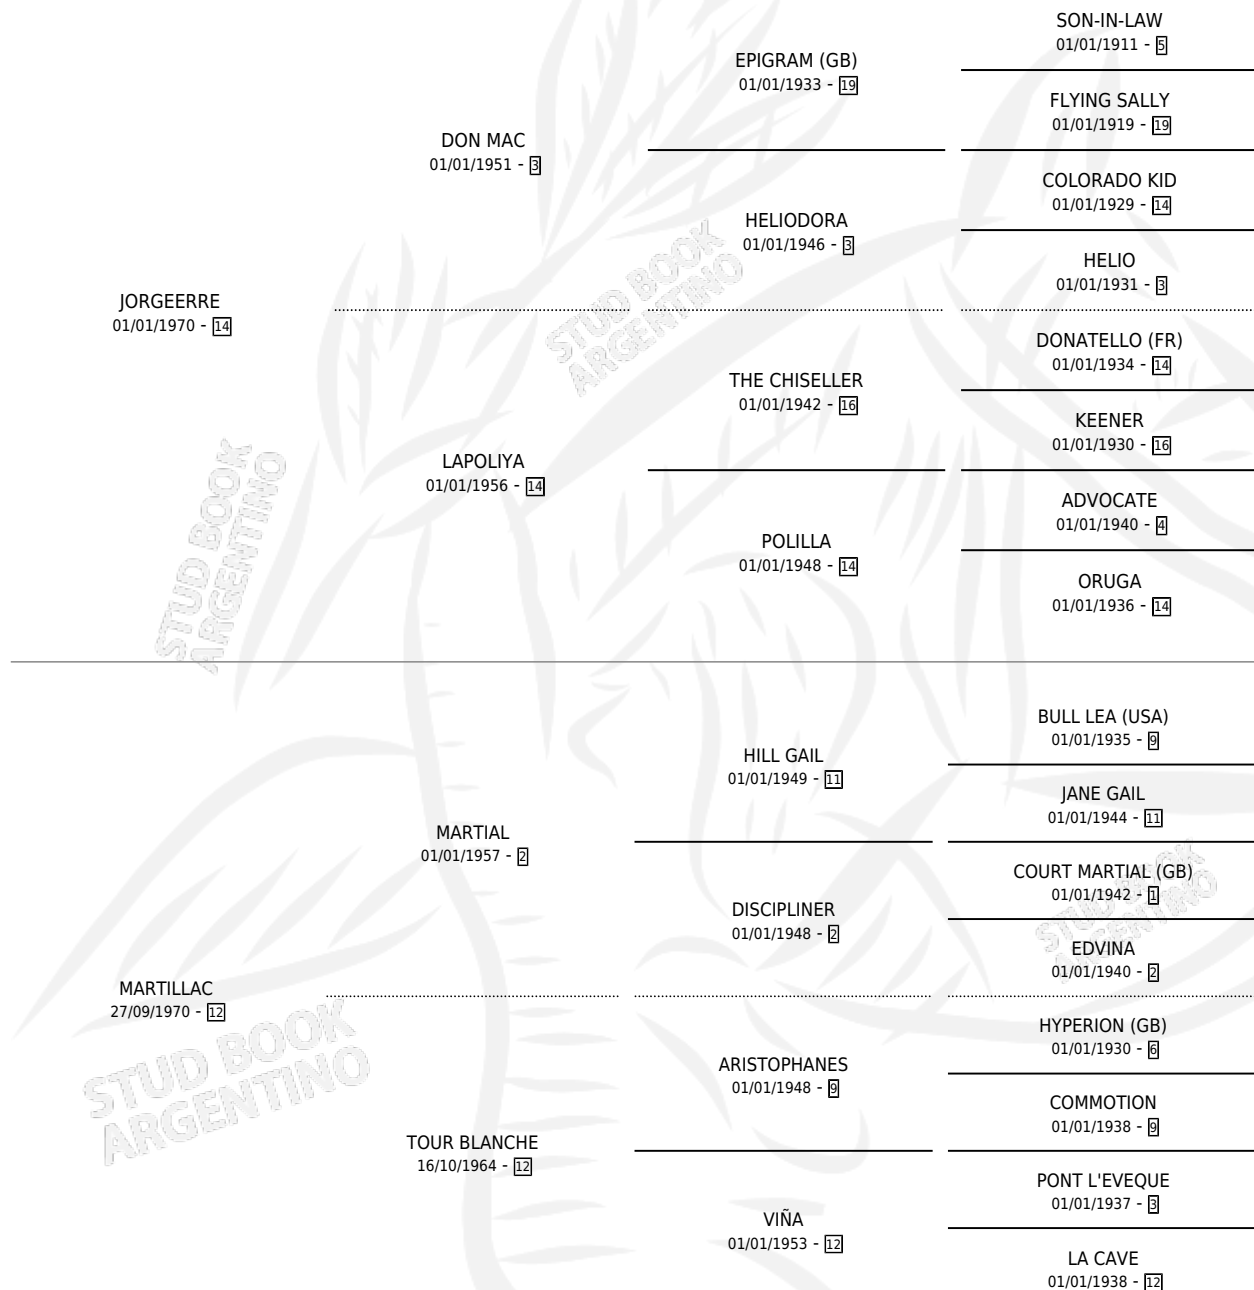 SON-IN-LAW
01/01/1911 - 5
EPIGRAM (GB)
01/01/1933 - 19
FLYING SALLY
01/01/1919 - 19
DON MAC
01/01/1951 - 3
COLORADO KID
01/01/1929 - 14
HELIODORA
01/01/1946 - 3
HELIO
01/01/1931 - 3
JORGEERRE
01/01/1970 - 14
DONATELLO (FR)
01/01/1934 - 14
THE CHISELLER
01/01/1942 - 16
KEENER
01/01/1930 - 16
LAPOLIYA
01/01/1956 - 14
ADVOCATE
01/01/1940 - 4
POLILLA
01/01/1948 - 14
ORUGA
01/01/1936 - 14
STUD BOOK
ARGENTINO
STUD BOOK
ARGENTINO
BULL LEA (USA)
01/01/1935 - 9
HILL GAIL
01/01/1949 - 11
JANE GAIL
01/01/1944 - 11
MARTIAL
01/01/1957 - 2
COURT MARTIAL (GB)
01/01/1942 - 1
DISCIPLINER
01/01/1948 - 2
EDVINA
01/01/1940 - 2
MARTILLAC
27/09/1970 - 12
HYPERION (GB)
01/01/1930 - 6
ARISTOPHANES
01/01/1948 - 9
COMMOTION
01/01/1938 - 9
TOUR BLANCHE
16/10/1964 - 12
PONT L'EVEQUE
01/01/1937 - 3
VIÑA
01/01/1953 - 12
LA CAVE
01/01/1938 - 12
STUD BOOK
ARGENTINO
STUD BOOK
ARGENTINO